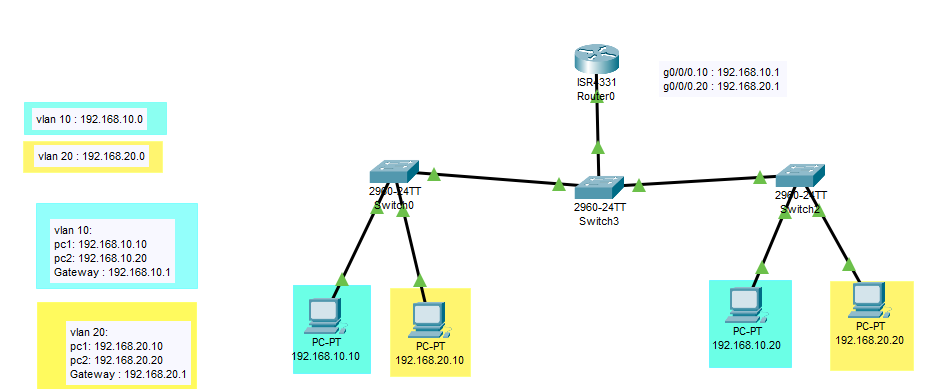 ISR4331
Router0
g0/0/0.10 : 192.168.10.1
g0/0/0.20 : 192.168.20.1
vlan 10 : 192.168.10.0
vlan 20 : 192.168.20.0
2960-24TT
Switch0
2960-24TT
Switch3
2960-24TT
Switch2
vlan 10:
pc1: 192.168.10.10
pc2: 192.168.10.20
Gateway : 192.168.10.1
vlan 20:
pc1: 192.168.20.10
pc2: 192.168.20.20
Gateway : 192.168.20.1
PC-PT
192.168.10.10
PC-PT
192.168.20.10
PC-PT
192.168.10.20
PC-PT
192.168.20.20